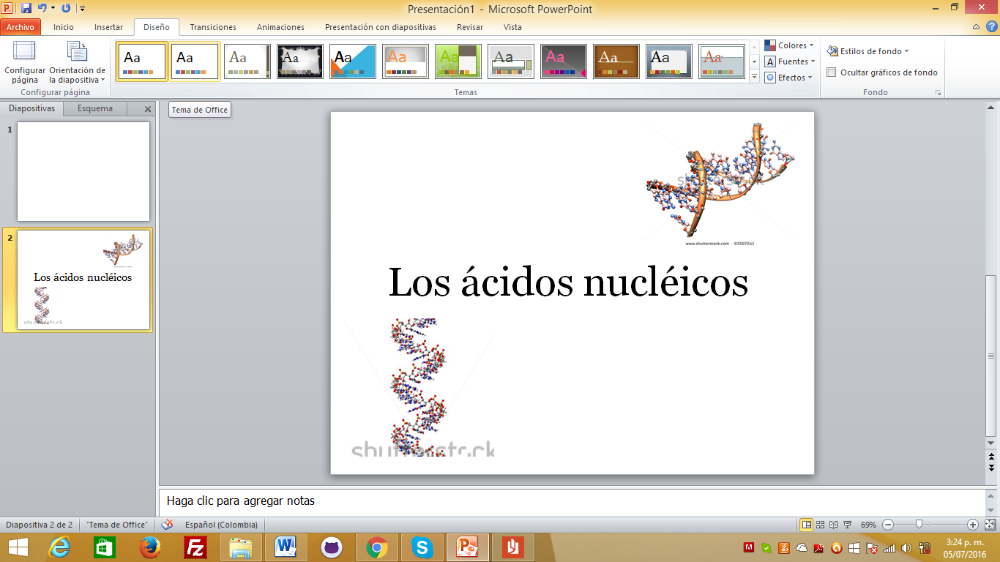 Presentación1 - Microsoft PowerPoint
Archivo Inicio Insertar Diseño Transiciones Animaciones Presentación con diapositivas Revisar Vista
Configurar página
Orientación de la diapositiva
Configurar página
Aa Aa Aa Aa Aa Aa Aa Aa Aa Aa Aa Aa
Temas
Colores
Fuentes
Efectos
Estilos de fondo
Ocultar gráficos de fondo
Fondo
Diapositivas Esquema
Tema de Office
1
2
Los ácidos nucléicos
shutterstock
www.shutterstock.com · 93597241
Los ácidos nucléicos
shutterstock
Haga clic para agregar notas
Diapositiva 2 de 2 "Tema de Office" Español (Colombia) 69%
3:24 p. m.
05/07/2016